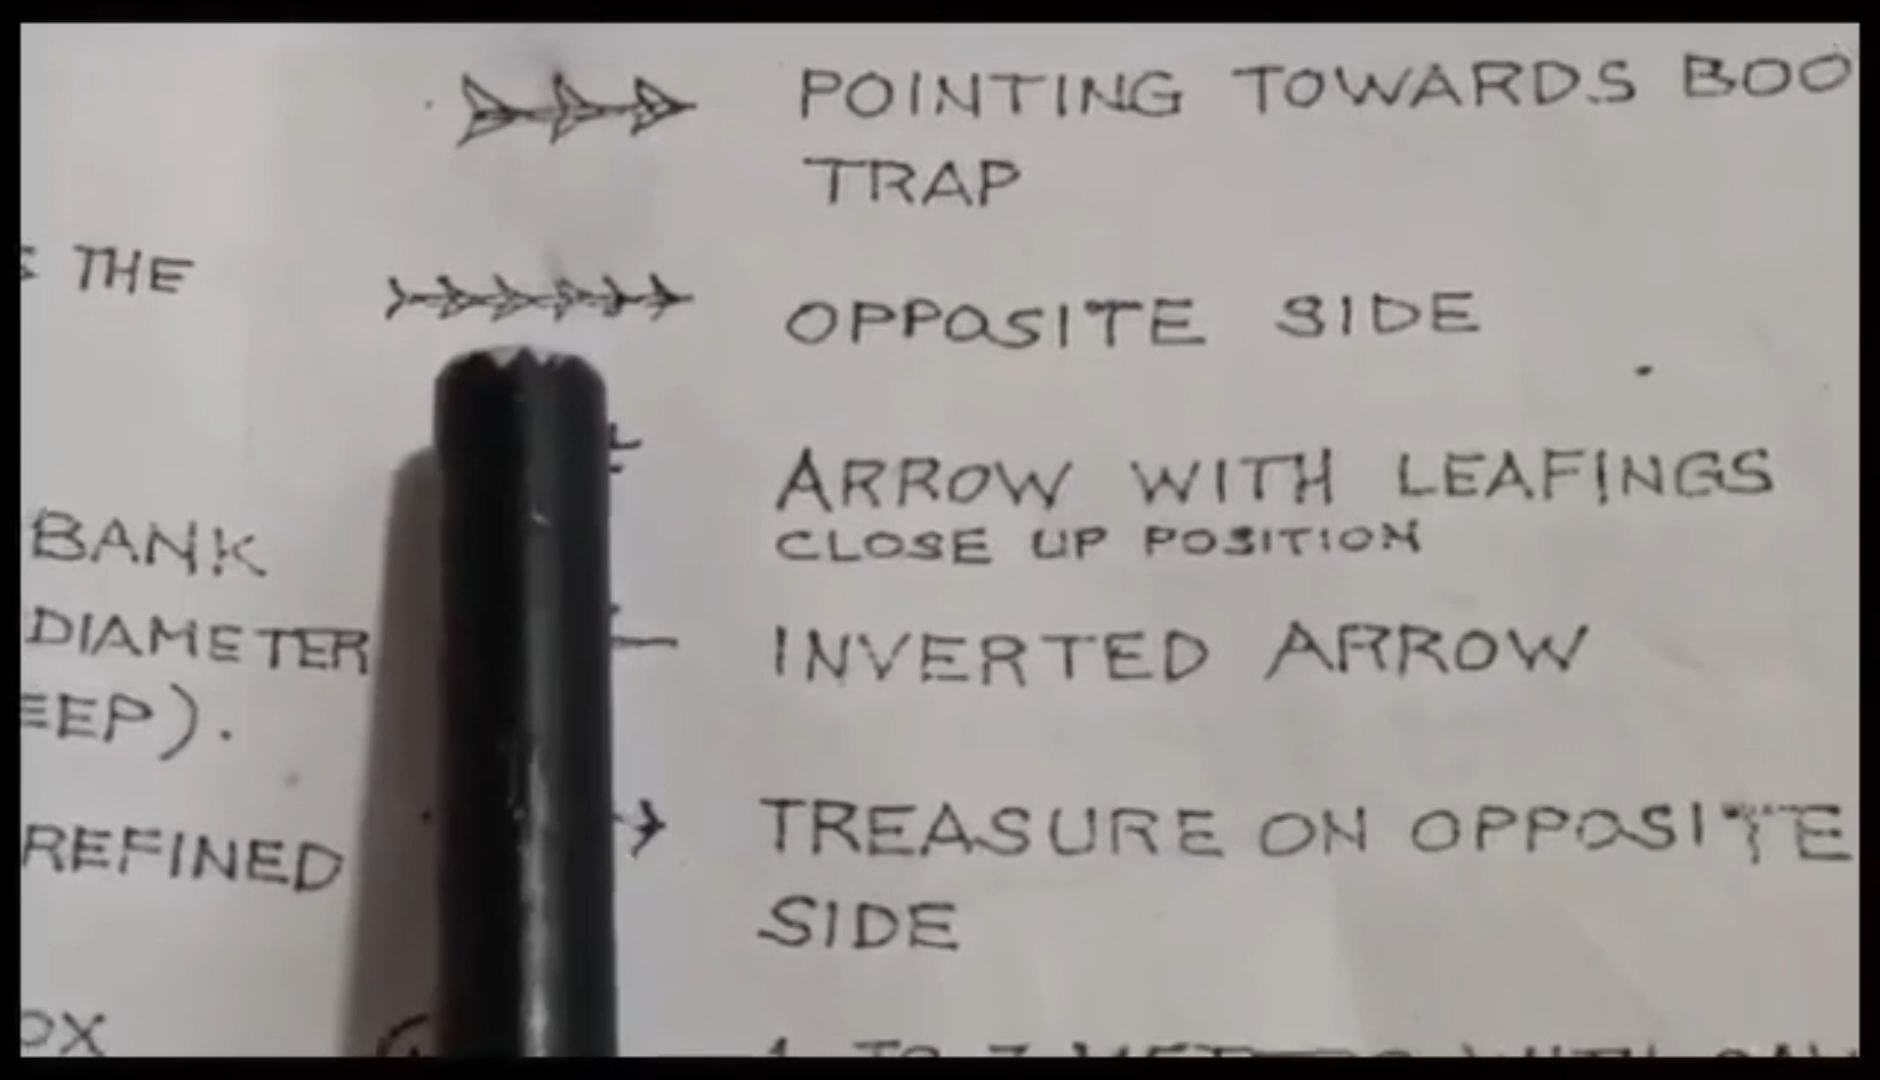 POINTING TOWARDS BOO
TRAP
THE
OPPOSITE SIDE
ARROW WITH LEAFINGS
CLOSE UP POSITION
BANK
DIAMETER
INVERTED ARROW
EEP).
REFINED
TREASURE ON OPPOSITE
SIDE
OX